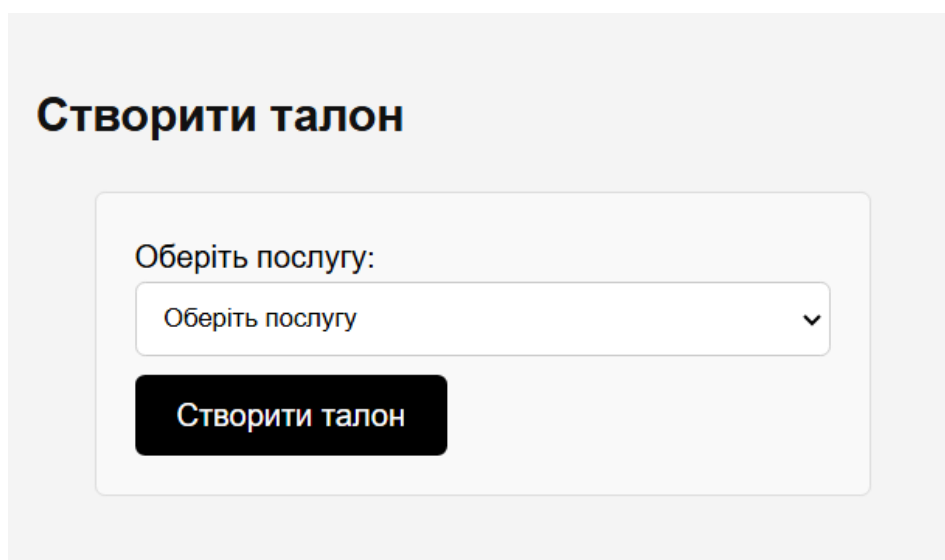 Створити талон
Оберіть послугу:
Оберіть послугу
Створити талон